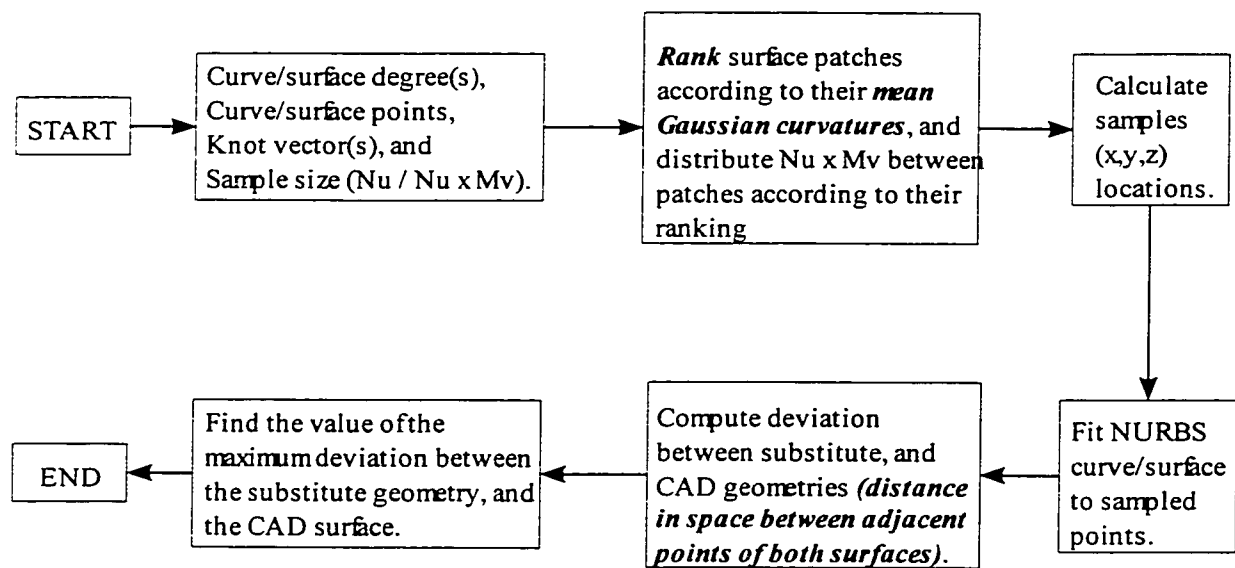 START
Curve/surface degree(s),
Curve/surface points,
Knot vector(s), and
Sample size (Nu / Nu x Mv).
Rank surface patches
according to their mean
Gaussian curvatures, and
distribute Nu x Mv between
patches according to their
ranking
Calculate
samples
(x,y,z)
locations.
Fit NURBS
curve/surface
to sampled
points.
Compute deviation
between substitute, and
CAD geometries (distance
in space between adjacent
points of both surfaces).
Find the value of the
maximum deviation between
the substitute geometry, and
the CAD surface.
END